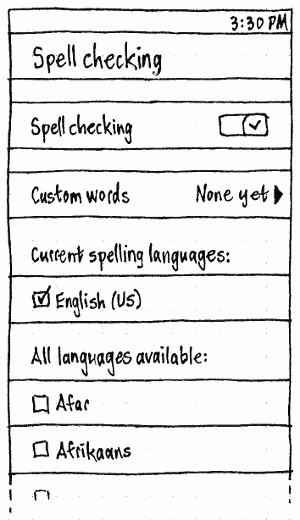 3:30 PM
Spell checking
Spell checking
Custom words None yet
Current spelling languages:
English (US)
All languages available:
Afar
Afrikaans